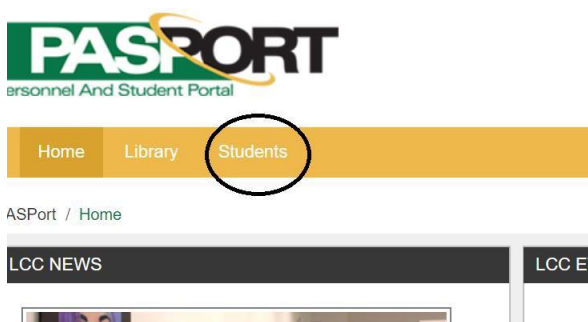 PASPORT
ersonnel And Student Portal
Home Library Students
ASPort / Home
LCC NEWS
LCC E